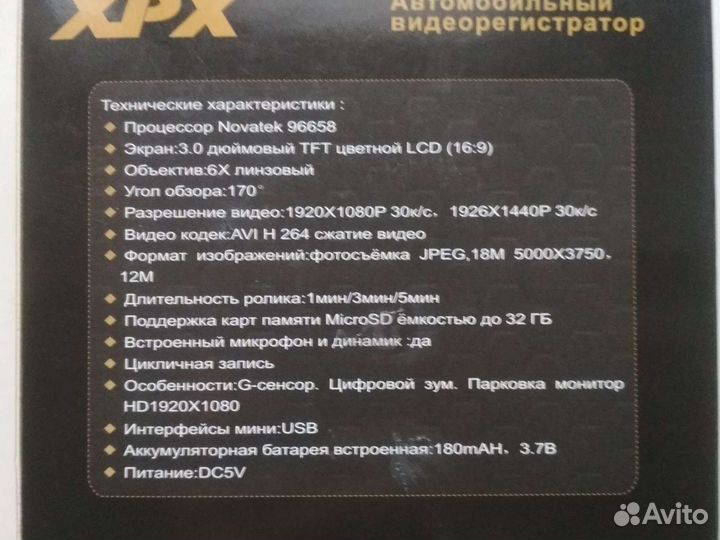 XPX
Автомобильный
видеорегистратор
Технические характеристики :
◆ Процессор Novatek 96658
◆ Экран:3.0 дюймовый TFT цветной LCD (16:9)
◆ Объектив:6X линзовый
◆ Угол обзора:170°
◆ Разрешение видео:1920X1080P 30к/с、1926X1440P 30к/с
◆ Видео кодек:AVI H 264 сжатие видео
◆ Формат изображений:фотосъёмка JPEG,18M 5000X3750、
12M
◆ Длительность ролика:1мин/3мин/5мин
◆ Поддержка карт памяти MicroSD ёмкостью до 32 ГБ
◆ Встроенный микрофон и динамик :да
◆ Цикличная запись
◆ Особенности:G-сенсор. Цифровой зум. Парковка монитор
HD1920X1080
◆ Интерфейсы мини:USB
◆ Аккумуляторная батарея встроенная:180mAH、3.7В
◆ Питание:DC5V
Avito